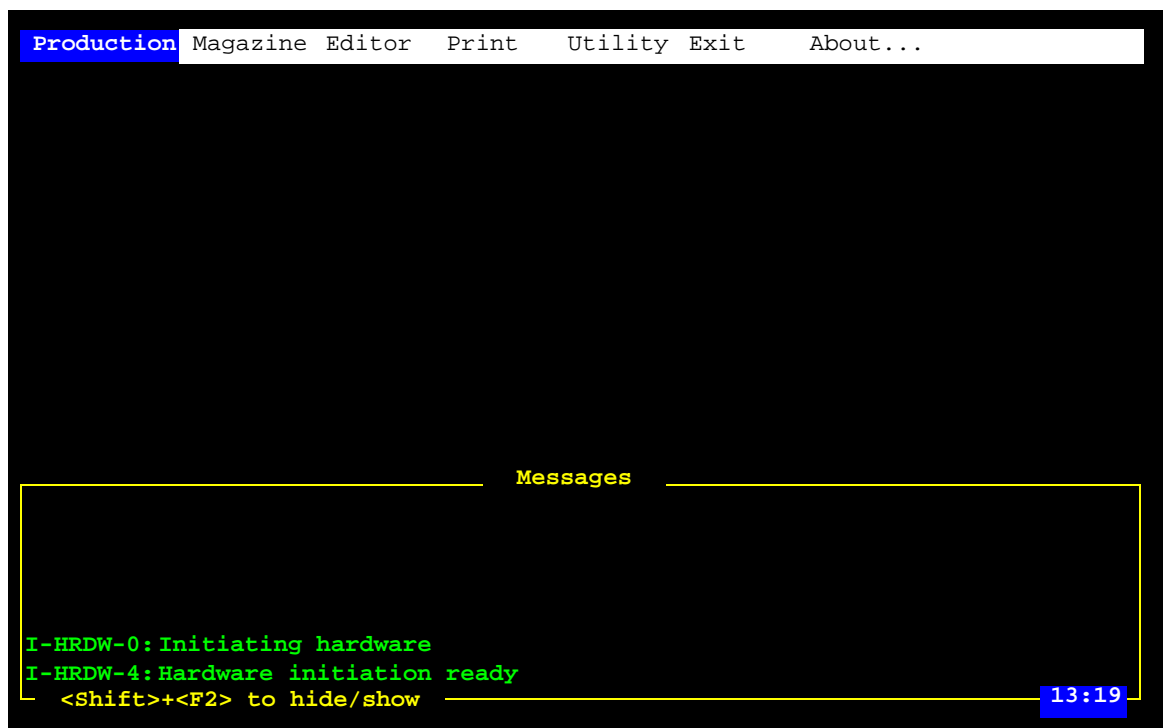 Production Magazine Editor Print Utility Exit About...
Messages
I-HRDW-0:Initiating hardware
I-HRDW-4:Hardware initiation ready
<Shift>+<F2> to hide/show 13:19